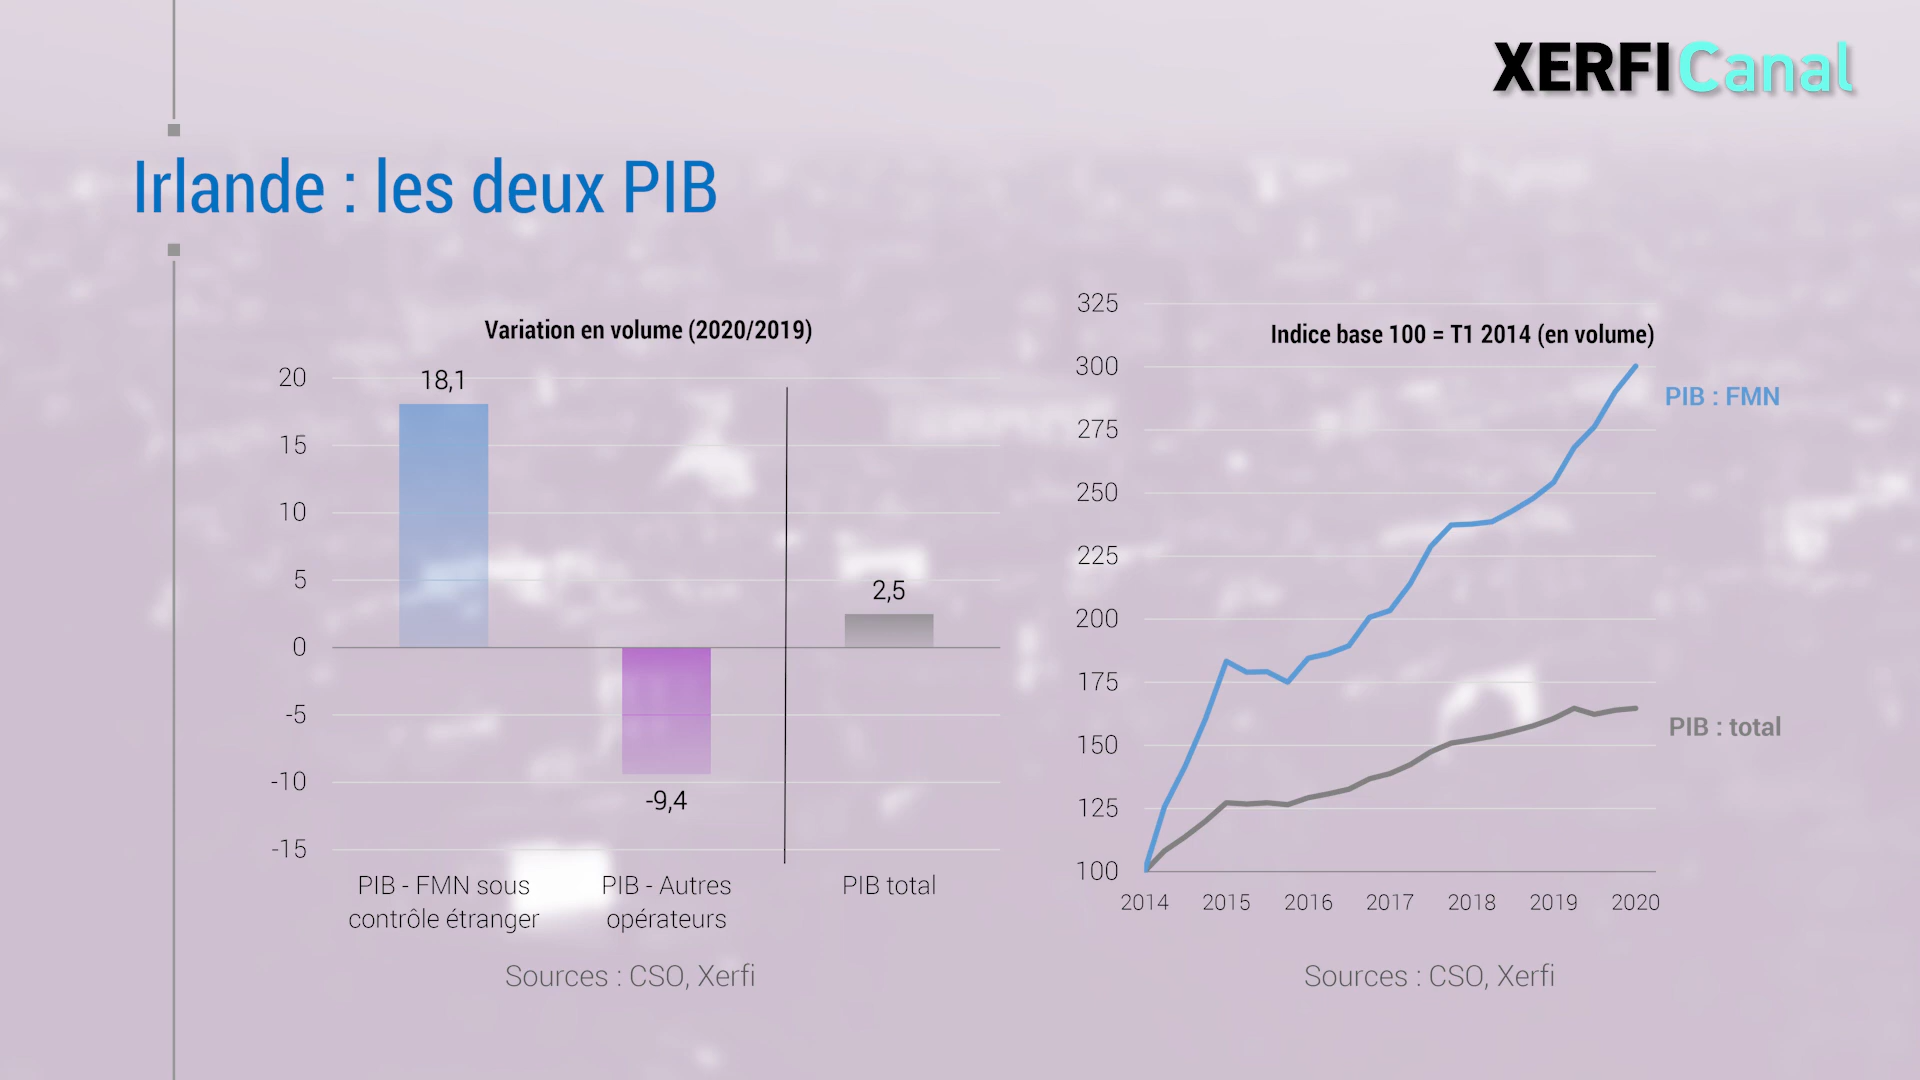 XERFI Canal
Irlande : les deux PIB
Variation en volume (2020/2019)
20
15
10
5
0
-5
-10
-15
18,1
-9,4
2,5
PIB - FMN sous
contrôle étranger
PIB - Autres
opérateurs
PIB total
Sources : CSO, Xerfi
Indice base 100 = T1 2014 (en volume)
325
300
275
250
225
200
175
150
125
100
PIB : FMN
PIB : total
2014 2015 2016 2017 2018 2019 2020
Sources : CSO, Xerfi